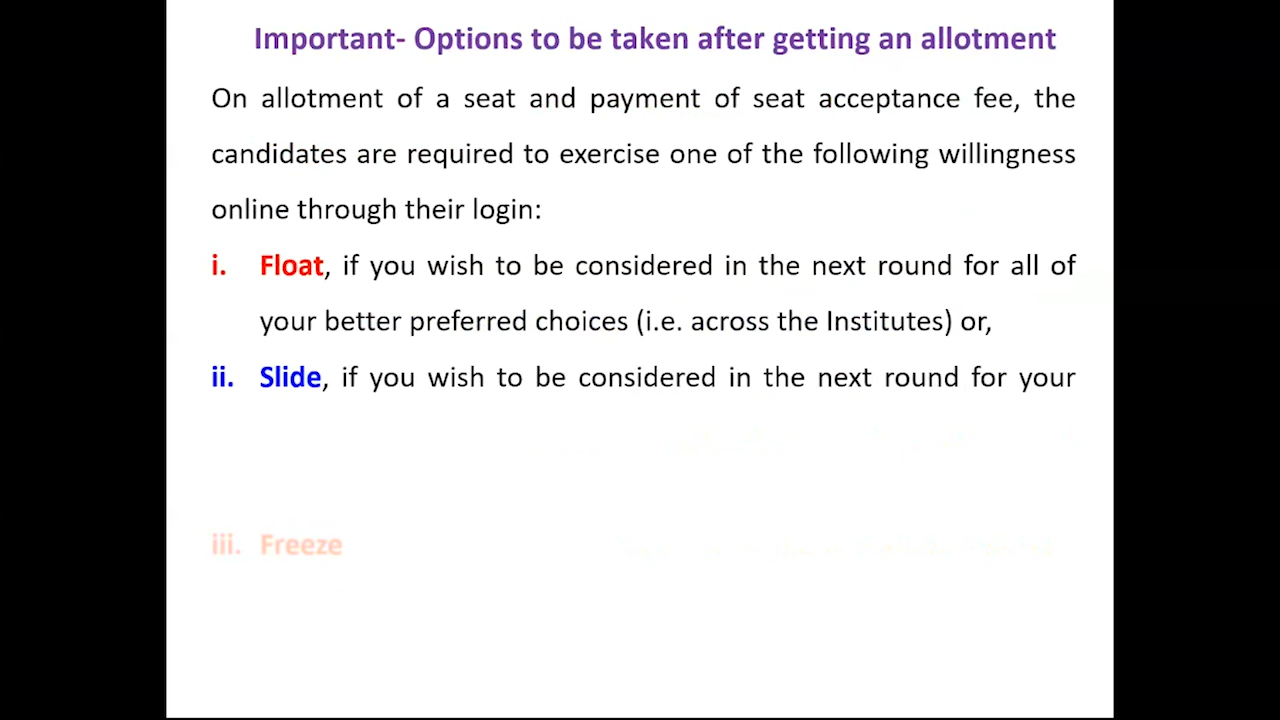 Important- Options to be taken after getting an allotment
On allotment of a seat and payment of seat acceptance fee, the
candidates are required to exercise one of the following willingness
online through their login:
i. Float, if you wish to be considered in the next round for all of
your better preferred choices (i.e. across the Institutes) or,
ii. Slide, if you wish to be considered in the next round for your
iii. Freeze